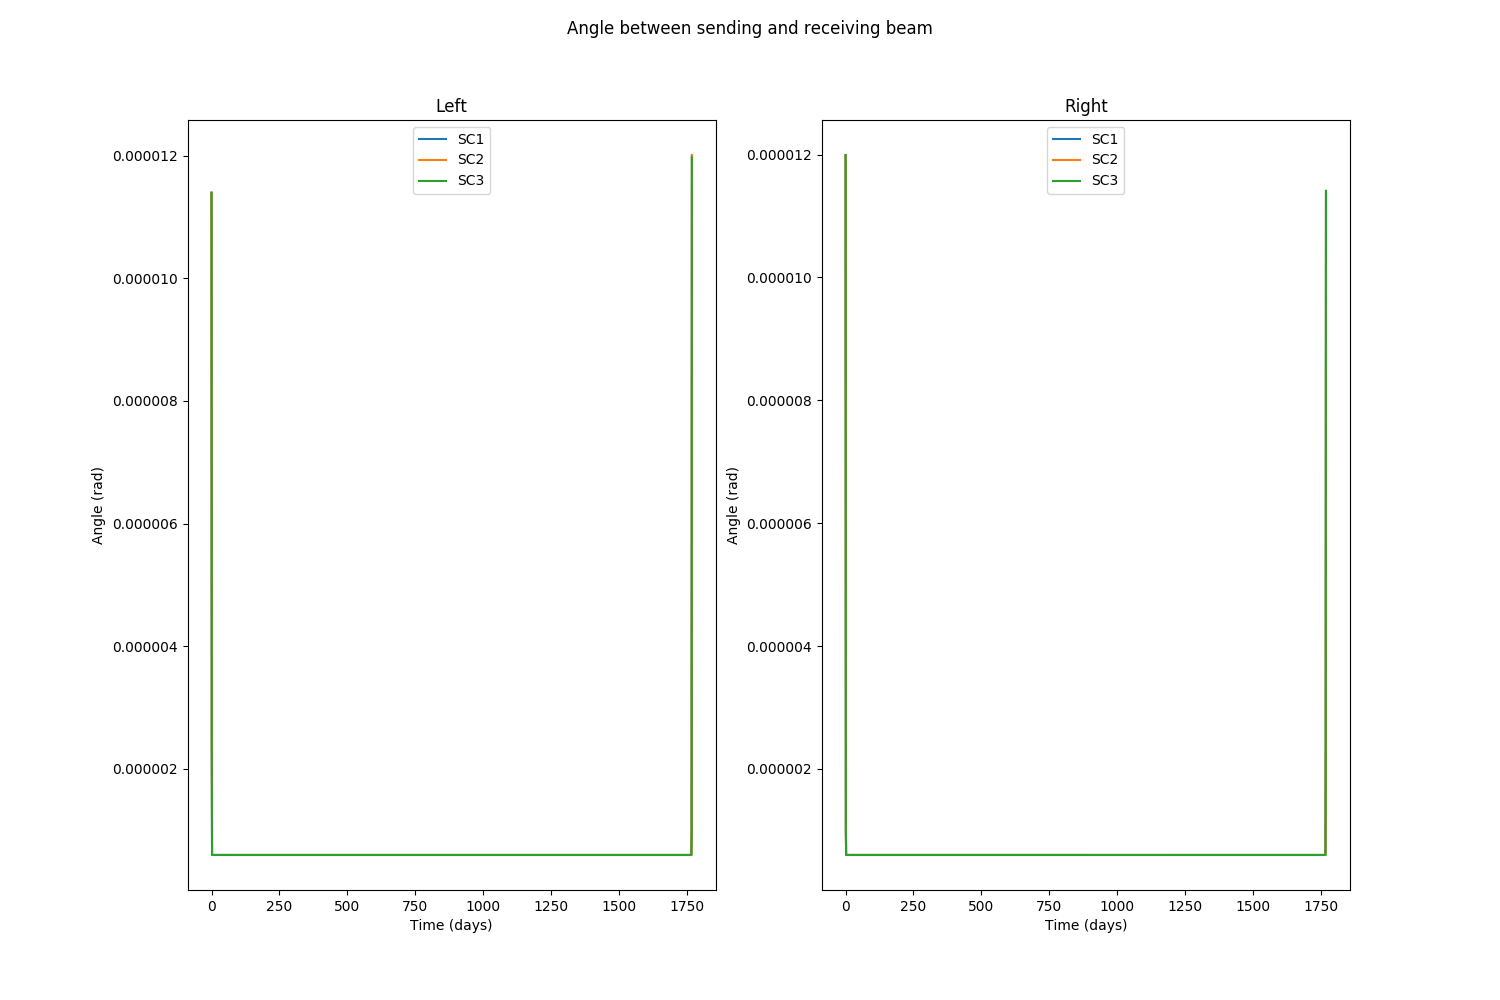 Angle between sending and receiving beam
Left
SC1
SC2
SC3
0.000012
0.000010
0.000008
0.000006
0.000004
0.000002
Angle (rad)
0 250 500 750 1000 1250 1500 1750
Time (days)
Right
SC1
SC2
SC3
0.000012
0.000010
0.000008
0.000006
0.000004
0.000002
Angle (rad)
0 250 500 750 1000 1250 1500 1750
Time (days)